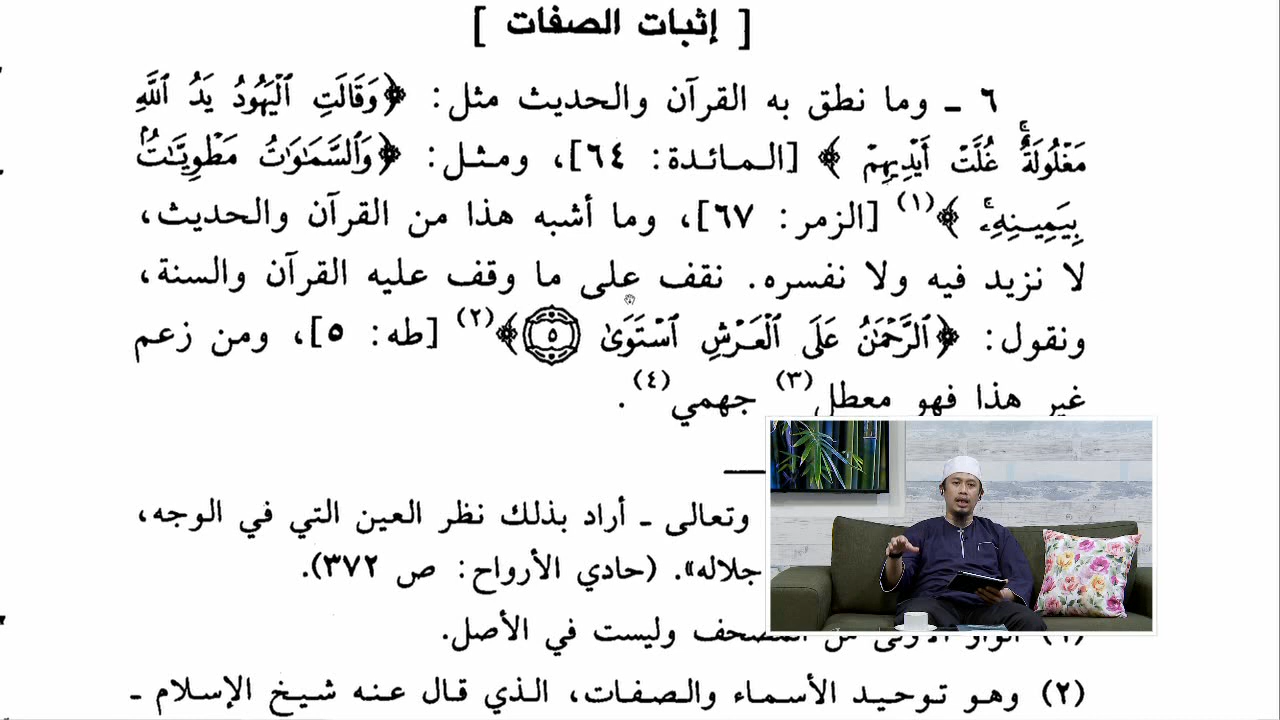 [ إثبات الصفات ]
٦ ـ وما نطق به القرآن والحديث مثل: ﴿وَقَالَتِ ٱلْيَهُودُ يَدُ ٱللَّهِ
مَغْلُولَةٌ ۚ غُلَّتْ أَيْدِيهِمْ ﴾ [المائدة: ٦٤]، ومثل: ﴿وَٱلسَّمَـٰوَٰتُ مَطْوِيَّـٰتٌۢ
بِيَمِينِهِۦ ۚ ﴾(١) [الزمر: ٦٧]، وما أشبه هذا من القرآن والحديث،
لا نزيد فيه ولا نفسره. نقف على ما وقف عليه القرآن والسنة،
ونقول: ﴿ٱلرَّحْمَـٰنُ عَلَى ٱلْعَرْشِ ٱسْتَوَىٰ ٥﴾(٢) [طه: ٥]، ومن زعم
غير هذا فهو معطل(٣) جهمي(٤).
وتعالى ـ أراد بذلك نظر العين التي في الوجه،
جلاله». (حادي الأرواح: ص ٣٧٢).
المصحف وليست في الأصل.
(٢) وهو توحيد الأسماء والصفات، الذي قال عنه شيخ الإسلام ـ